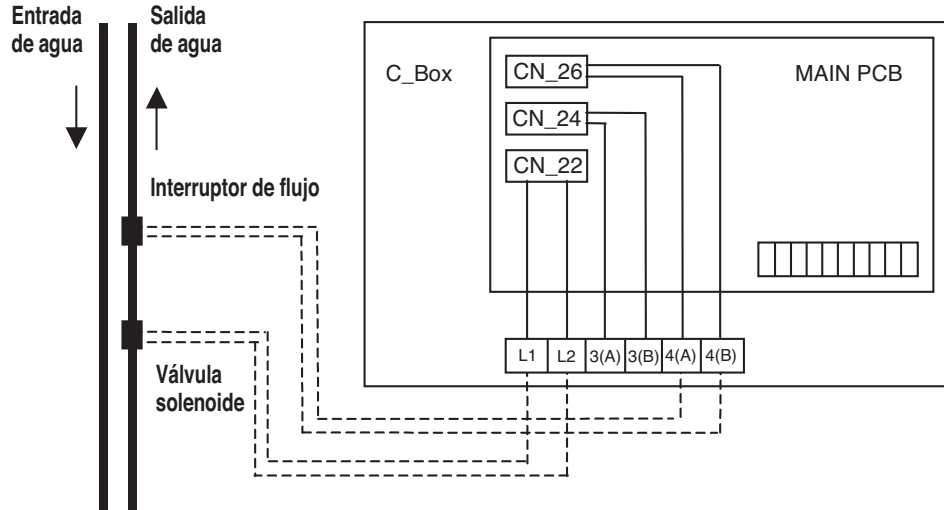 Entrada
de agua
Salida
de agua
Interruptor de flujo
Válvula
solenoide
C_Box
MAIN PCB
CN_26
CN_24
CN_22
L1 L2 3(A) 3(B) 4(A) 4(B)